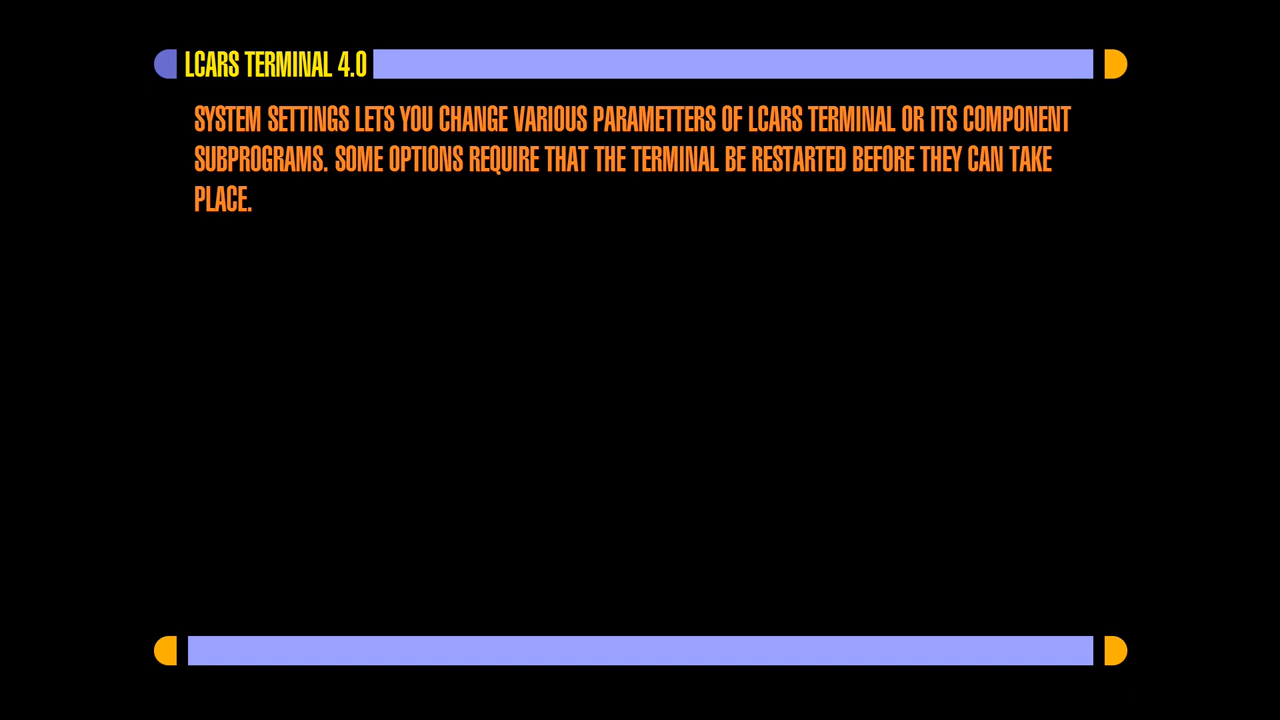 LCARS TERMINAL 4.0
SYSTEM SETTINGS LETS YOU CHANGE VARIOUS PARAMETTERS OF LCARS TERMINAL OR ITS COMPONENT
SUBPROGRAMS. SOME OPTIONS REQUIRE THAT THE TERMINAL BE RESTARTED BEFORE THEY CAN TAKE
PLACE.